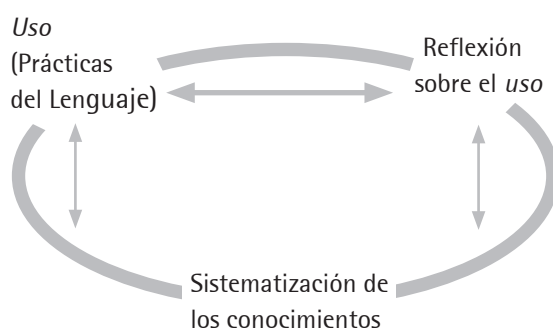 Uso
(Prácticas
del Lenguaje)
Reflexión
sobre el uso
Sistematización de
los conocimientos